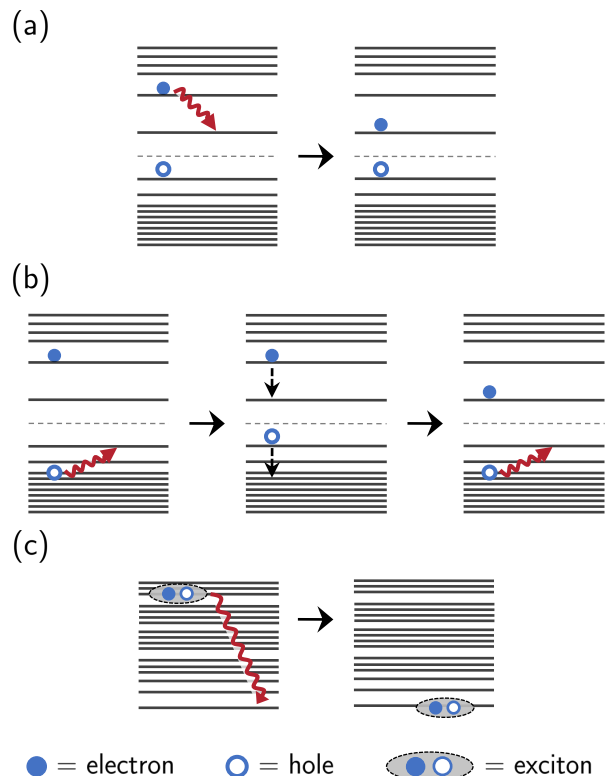 (a)
(b)
(c)
= electron = hole = exciton